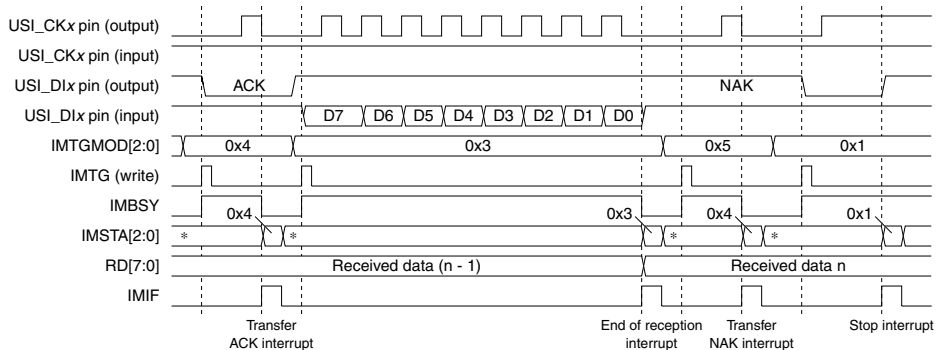 USI_CKx pin (output)
USI_CKx pin (input)
USI_DIx pin (output) ACK NAK
USI_DIx pin (input) D7 D6 D5 D4 D3 D2 D1 D0
IMTGMOD[2:0] 0x4 0x3 0x5 0x1
IMTG (write)
IMBSY
0x4 0x3 0x4 0x1
IMSTA[2:0] * * * *
RD[7:0] Received data (n - 1) Received data n
IMIF
Transfer End of reception Transfer Stop interrupt
ACK interrupt interrupt NAK interrupt